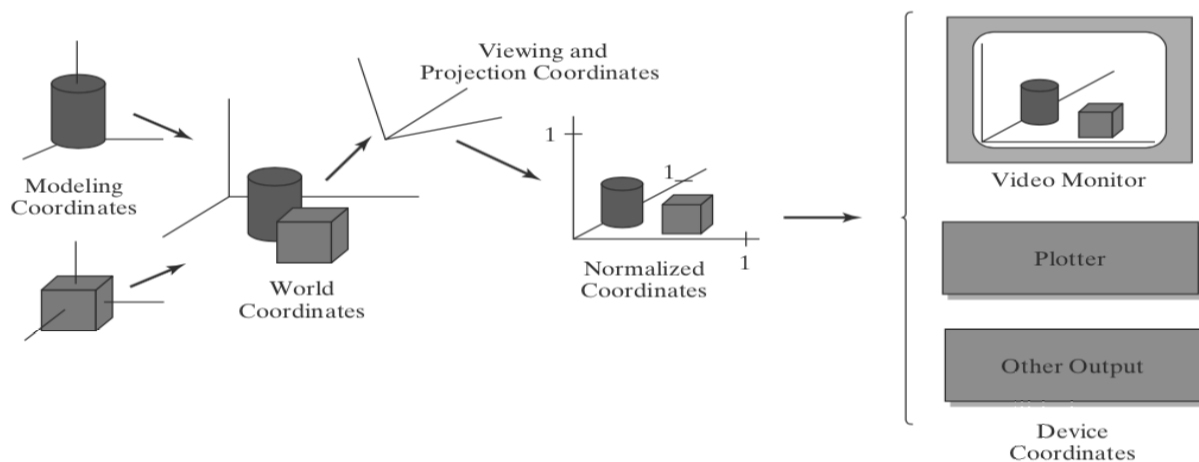 Viewing and
Projection Coordinates
Modeling
Coordinates
World
Coordinates
1
1
1
Normalized
Coordinates
Video Monitor
Plotter
Other Output
Device
Coordinates